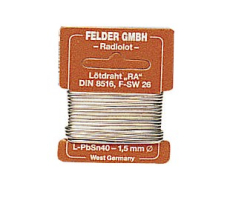 FELDER GMBH
– Radiolot –
Lötdraht „RA"
DIN 8516, F-SW 26
L-PbSn40 – 1,5 mm Ø
West Germany